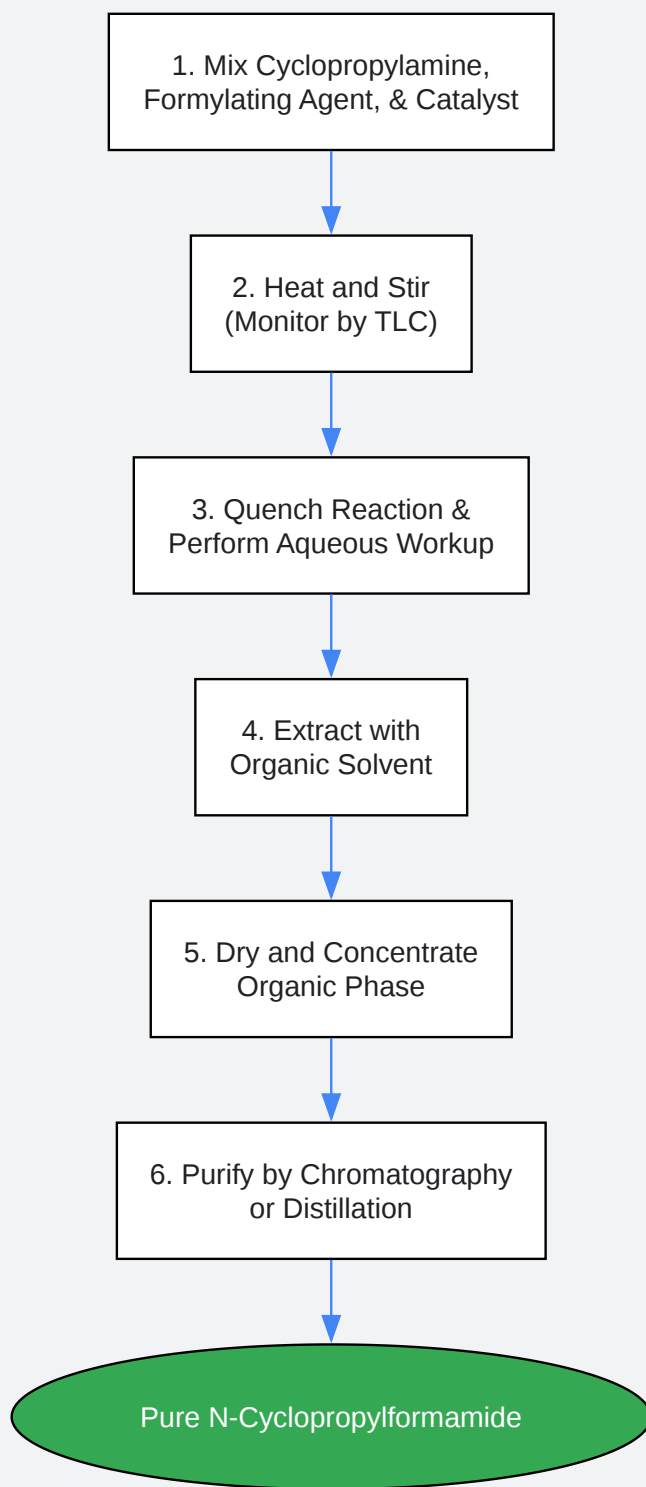 1. Mix Cyclopropylamine,
Formylating Agent, & Catalyst
2. Heat and Stir
(Monitor by TLC)
3. Quench Reaction &
Perform Aqueous Workup
4. Extract with
Organic Solvent
5. Dry and Concentrate
Organic Phase
6. Purify by Chromatography
or Distillation
Pure N-Cyclopropylformamide